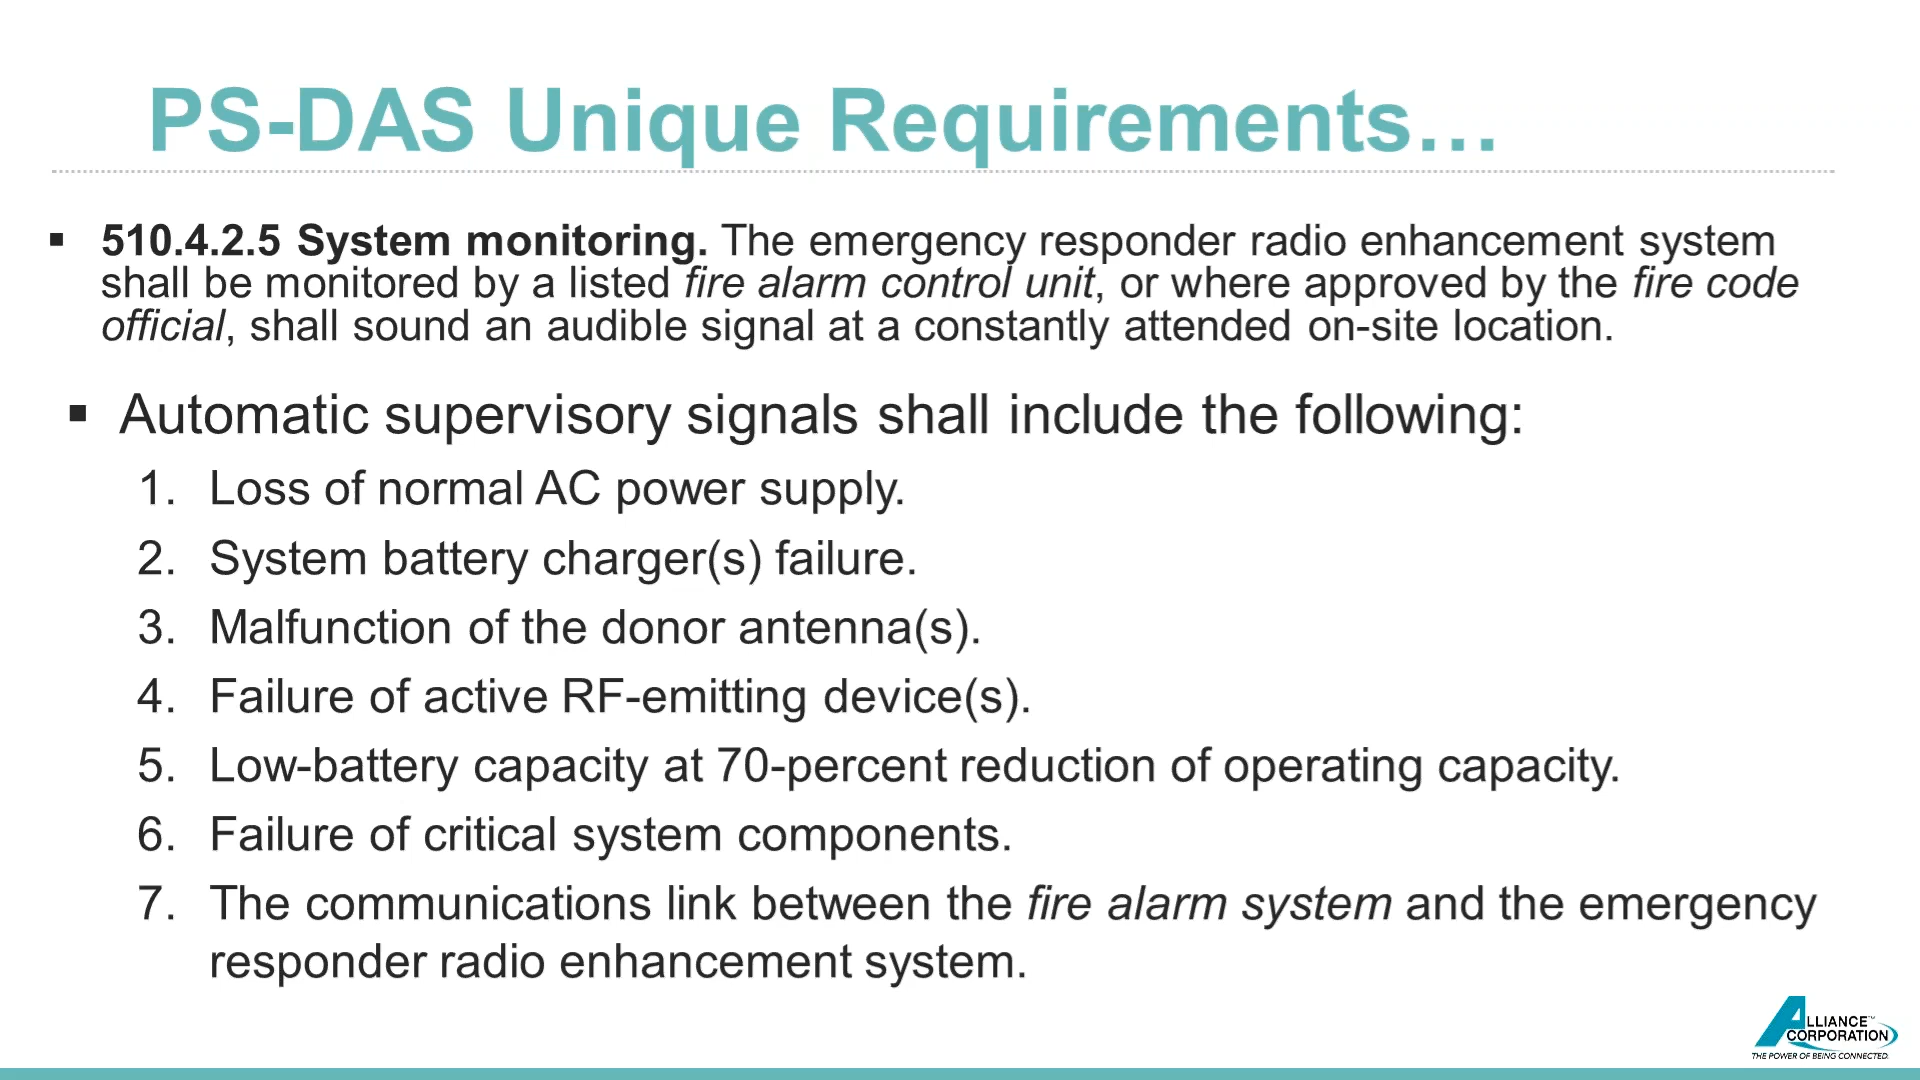 PS-DAS Unique Requirements…
▪ 510.4.2.5 System monitoring. The emergency responder radio enhancement system
shall be monitored by a listed fire alarm control unit, or where approved by the fire code
official, shall sound an audible signal at a constantly attended on-site location.
▪ Automatic supervisory signals shall include the following:
1. Loss of normal AC power supply.
2. System battery charger(s) failure.
3. Malfunction of the donor antenna(s).
4. Failure of active RF-emitting device(s).
5. Low-battery capacity at 70-percent reduction of operating capacity.
6. Failure of critical system components.
7. The communications link between the fire alarm system and the emergency
responder radio enhancement system.
ALLIANCE™
CORPORATION
THE POWER OF BEING CONNECTED.